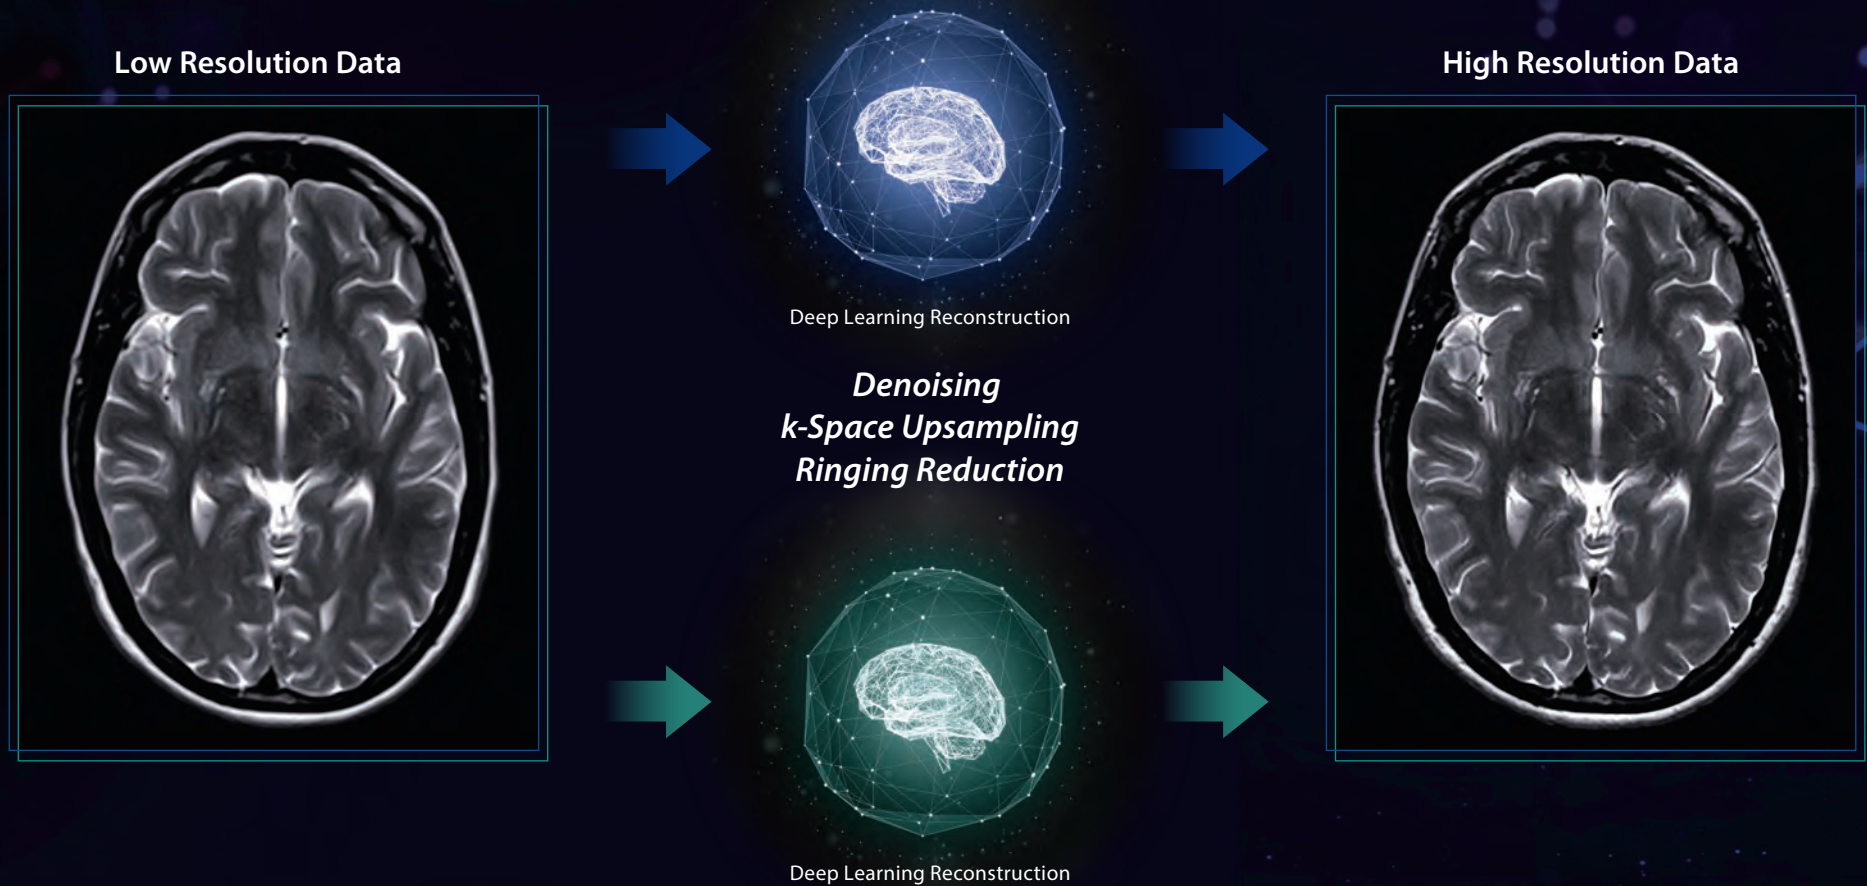 Low Resolution Data
High Resolution Data
Deep Learning Reconstruction
Denoising
k-Space Upsampling
Ringing Reduction
Deep Learning Reconstruction